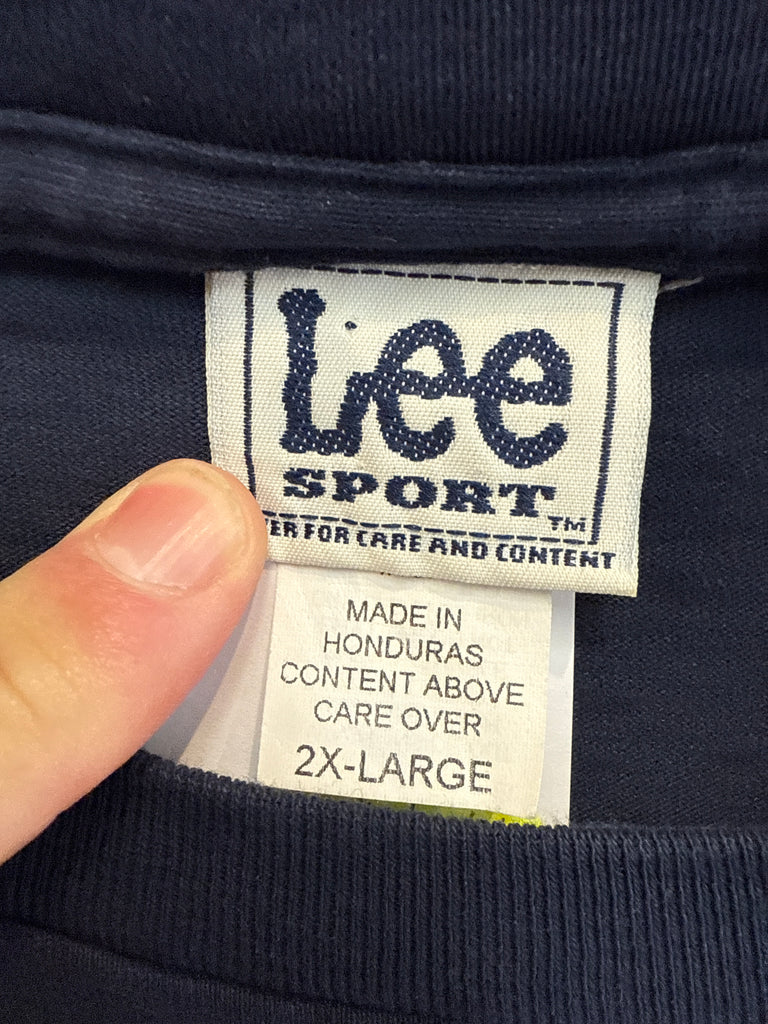 Lee
SPORT™
FOR CARE AND CONTENT
MADE IN
HONDURAS
CONTENT ABOVE
CARE OVER
2X-LARGE